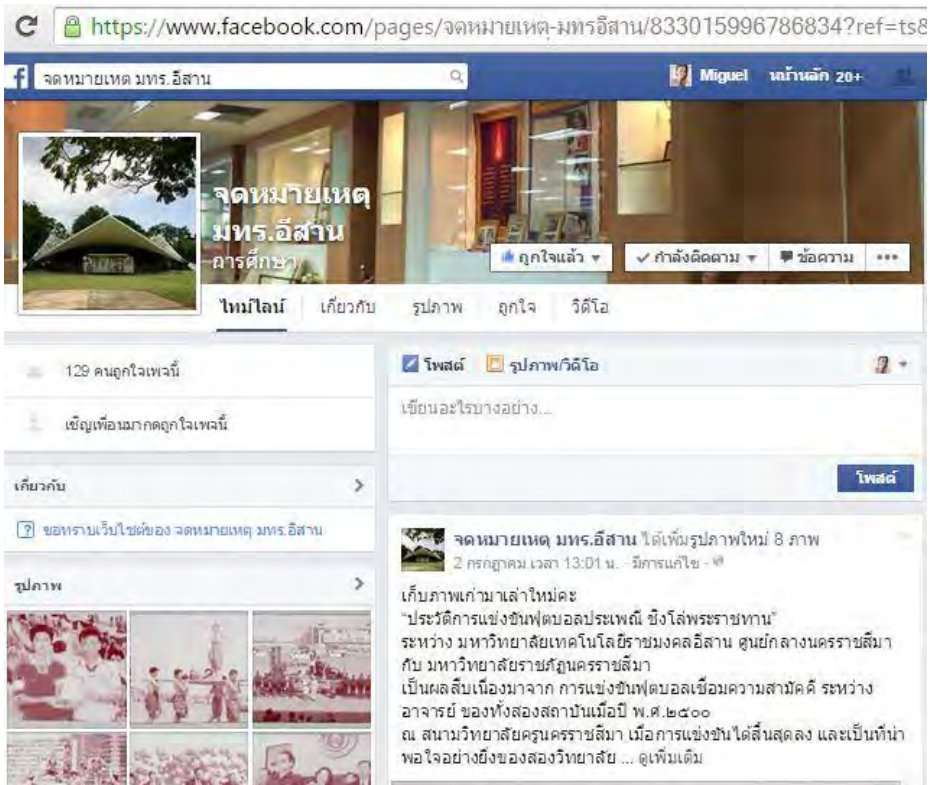 https://www.facebook.com/pages/จดหมายเหตุ-มทรอีสาน/833015996786834?ref=ts8
จดหมายเหตุ มทร.อีสาน
Miguel หน้าหลัก 20+
จดหมายเหตุ
มทร.อีสาน
การศึกษา
ถูกใจแล้ว กำลังติดตาม ข้อความ
ไทม์ไลน์ เกี่ยวกับ รูปภาพ ถูกใจ วิดีโอ
129 คนถูกใจเพจนี้
เชิญเพื่อนมากดถูกใจเพจนี้
เกี่ยวกับ
ขอทราบเว็บไซต์ของ จดหมายเหตุ มทร.อีสาน
รูปภาพ
โพสต์ รูปภาพ/วิดีโอ
เขียนอะไรบางอย่าง...
โพสต์
จดหมายเหตุ มทร.อีสาน ได้เพิ่มรูปภาพใหม่ 8 ภาพ
2 กรกฎาคม เวลา 13:01 น. · มีการแก้ไข ·
เก็บภาพเก่ามาเล่าใหม่คะ
"ประวัติการแข่งขันฟุตบอลประเพณี ชิงโล่พระราชทาน"
ระหว่าง มหาวิทยาลัยเทคโนโลยีราชมงคลอีสาน ศูนย์กลางนครราชสีมา
กับ มหาวิทยาลัยราชภัฏนครราชสีมา
เป็นผลสืบเนื่องมาจาก การแข่งขันฟุตบอลเชื่อมความสามัคคี ระหว่าง
อาจารย์ ของทั้งสองสถาบันเมื่อปี พ.ศ.๒๕๐๐
ณ สนามวิทยาลัยครูนครราชสีมา เมื่อการแข่งขันได้สิ้นสุดลง และเป็นที่น่า
พอใจอย่างยิ่งของสองวิทยาลัย ... ดูเพิ่มเติม